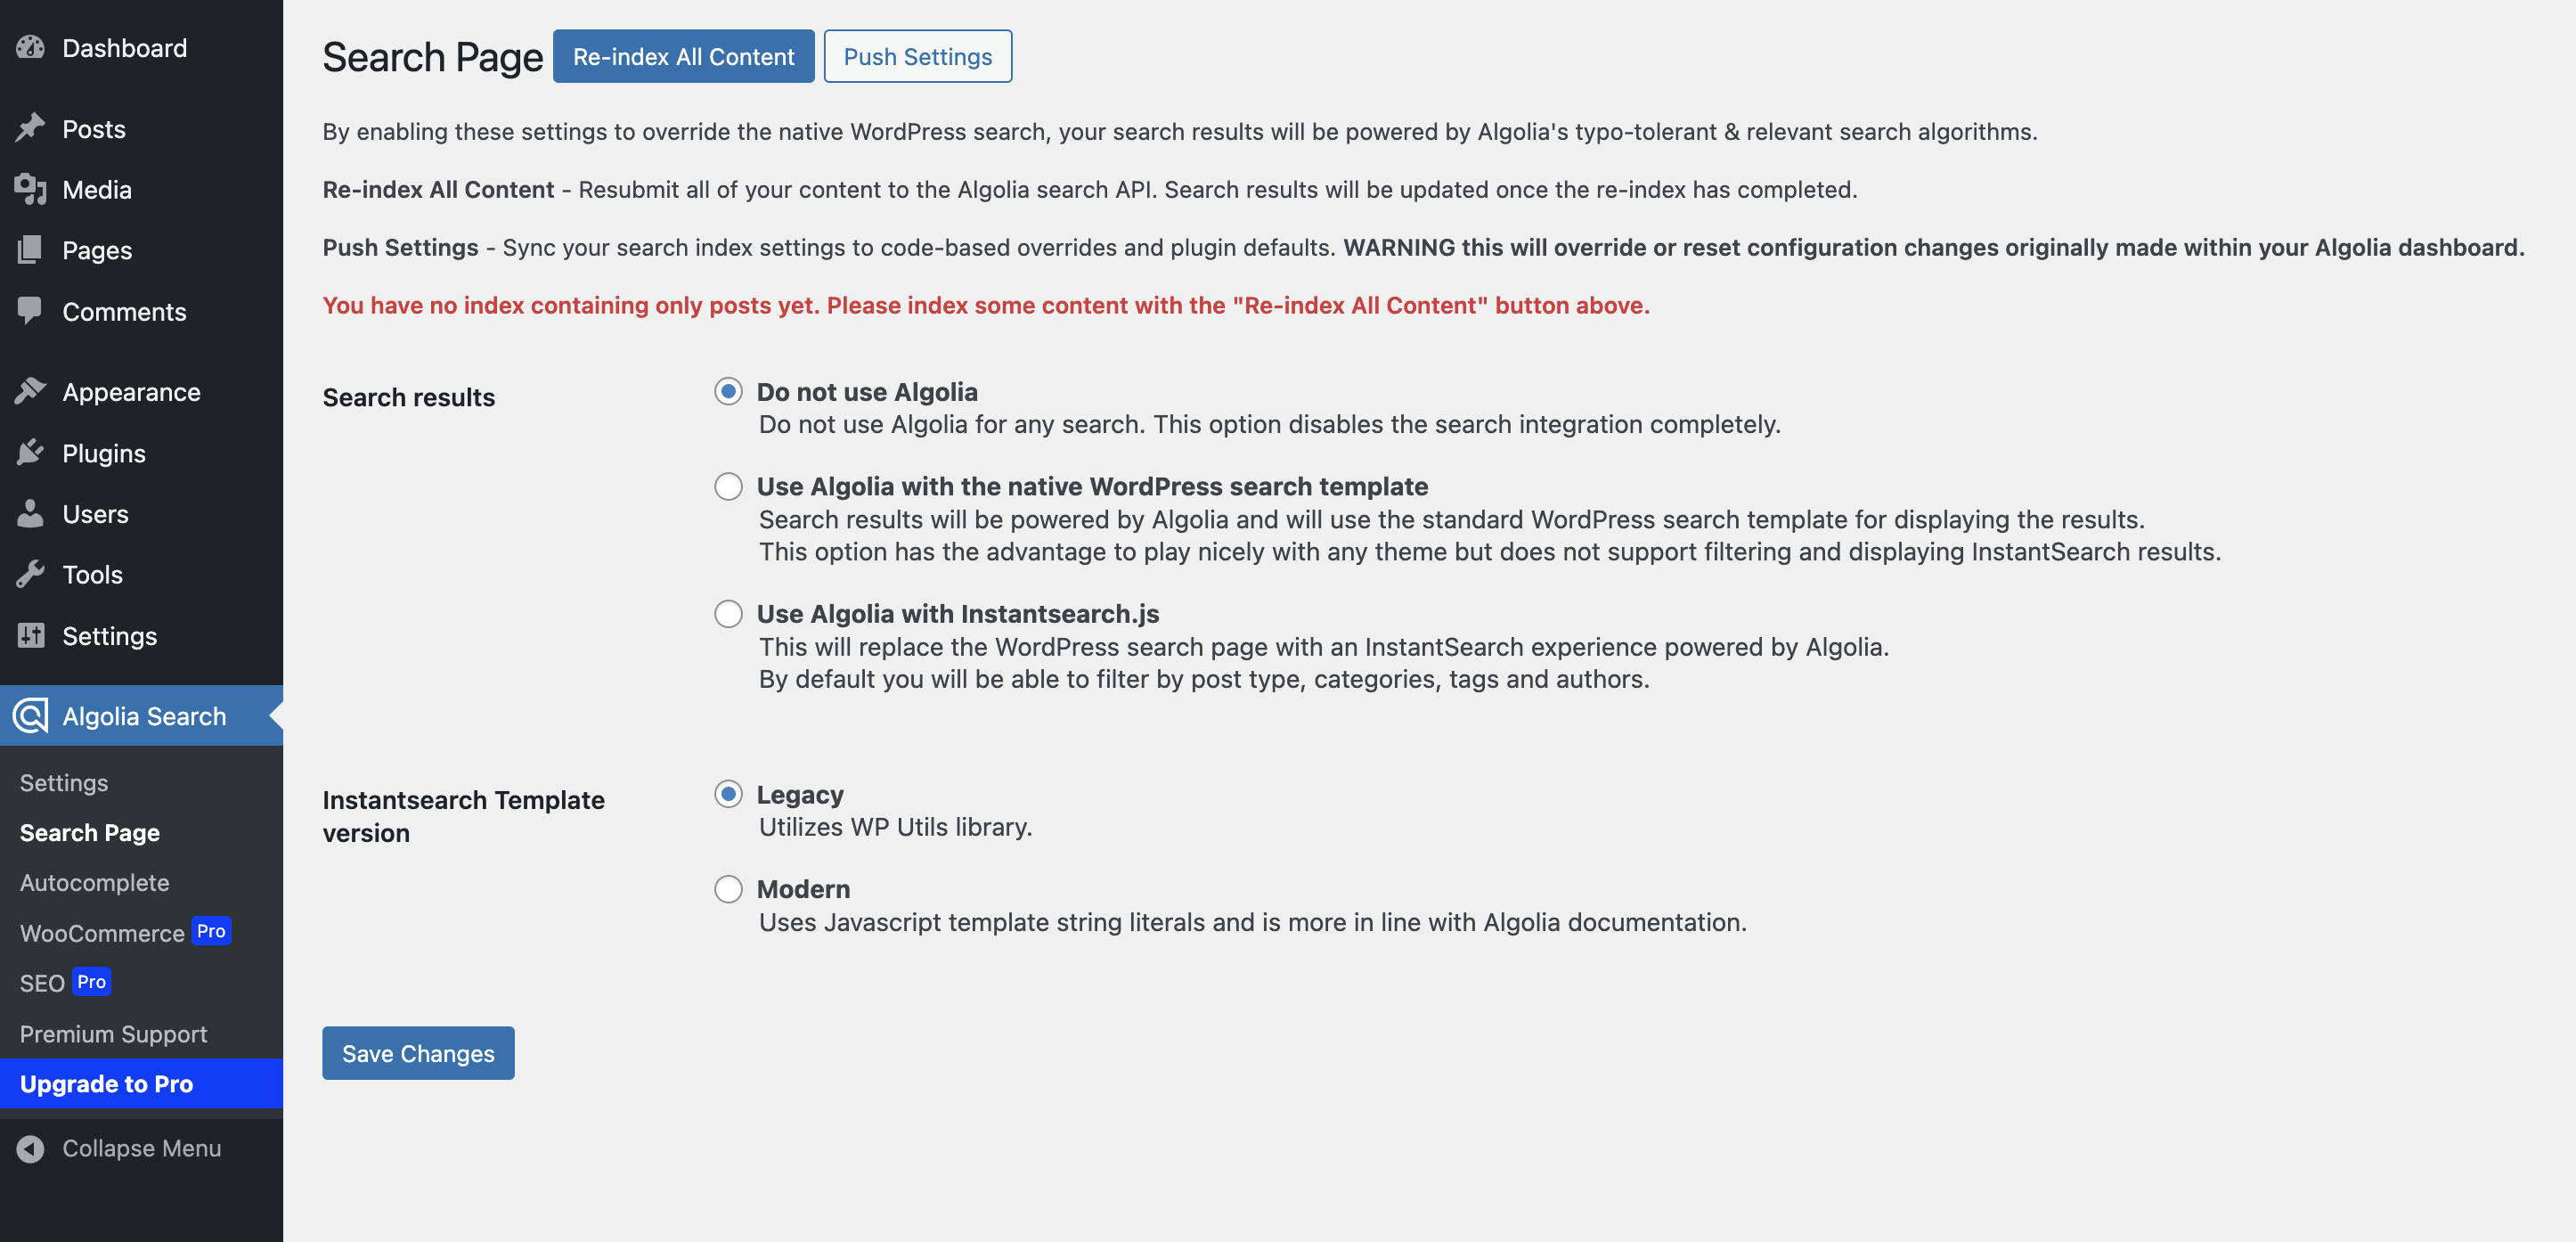 Dashboard
Posts
Media
Pages
Comments
Appearance
Plugins
Users
Tools
Settings
Algolia Search
Settings
Search Page
Autocomplete
WooCommerce Pro
SEO Pro
Premium Support
Upgrade to Pro
Collapse Menu
Search Page Re-index All Content Push Settings
By enabling these settings to override the native WordPress search, your search results will be powered by Algolia's typo-tolerant & relevant search algorithms.
Re-index All Content - Resubmit all of your content to the Algolia search API. Search results will be updated once the re-index has completed.
Push Settings - Sync your search index settings to code-based overrides and plugin defaults. WARNING this will override or reset configuration changes originally made within your Algolia dashboard.
You have no index containing only posts yet. Please index some content with the "Re-index All Content" button above.
Search results
Do not use Algolia
Do not use Algolia for any search. This option disables the search integration completely.
Use Algolia with the native WordPress search template
Search results will be powered by Algolia and will use the standard WordPress search template for displaying the results.
This option has the advantage to play nicely with any theme but does not support filtering and displaying InstantSearch results.
Use Algolia with Instantsearch.js
This will replace the WordPress search page with an InstantSearch experience powered by Algolia.
By default you will be able to filter by post type, categories, tags and authors.
Instantsearch Template
version
Legacy
Utilizes WP Utils library.
Modern
Uses Javascript template string literals and is more in line with Algolia documentation.
Save Changes